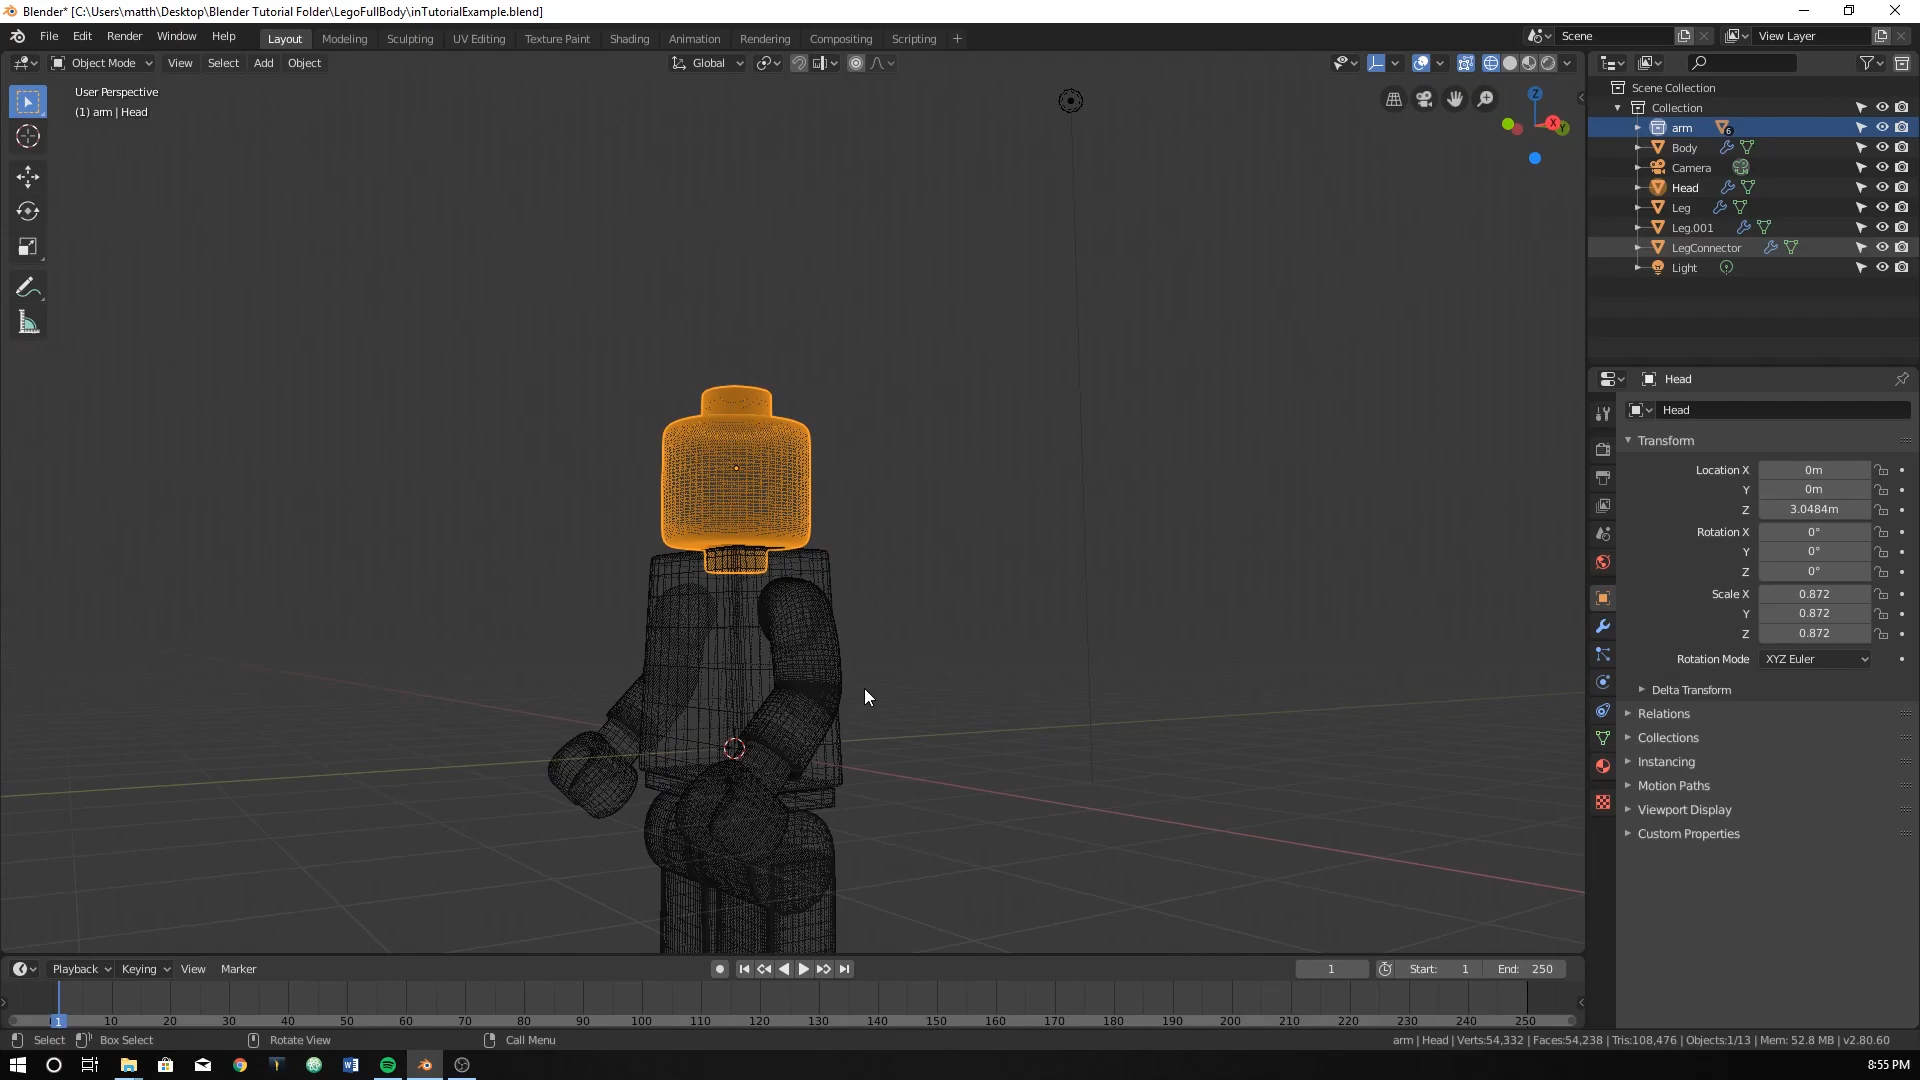 Blender* [C:\Users\matth\Desktop\Blender Tutorial Folder\LegoFullBody\inTutorialExample.blend]
File Edit Render Window Help
Layout Modeling Sculpting UV Editing Texture Paint Shading Animation Rendering Compositing Scripting +
Scene
View Layer
Object Mode View Select Add Object
Global
User Perspective
(1) arm | Head
Z
X
Y
Scene Collection
Collection
arm 6
Body
Camera
Head
Leg
Leg.001
LegConnector
Light
Head
Head
Transform
Location X 0m
Y 0m
Z 3.0484m
Rotation X 0°
Y 0°
Z 0°
Scale X 0.872
Y 0.872
Z 0.872
Rotation Mode XYZ Euler
Delta Transform
Relations
Collections
Instancing
Motion Paths
Viewport Display
Custom Properties
Playback Keying View Marker
1 Start: 1 End: 250
1 10 20 30 40 50 60 70 80 90 100 110 120 130 140 150 160 170 180 190 200 210 220 230 240 250
Select Box Select Rotate View Call Menu
arm | Head | Verts:54,332 | Faces:54,238 | Tris:108,476 | Objects:1/13 | Mem: 52.8 MB | v2.80.60
8:55 PM